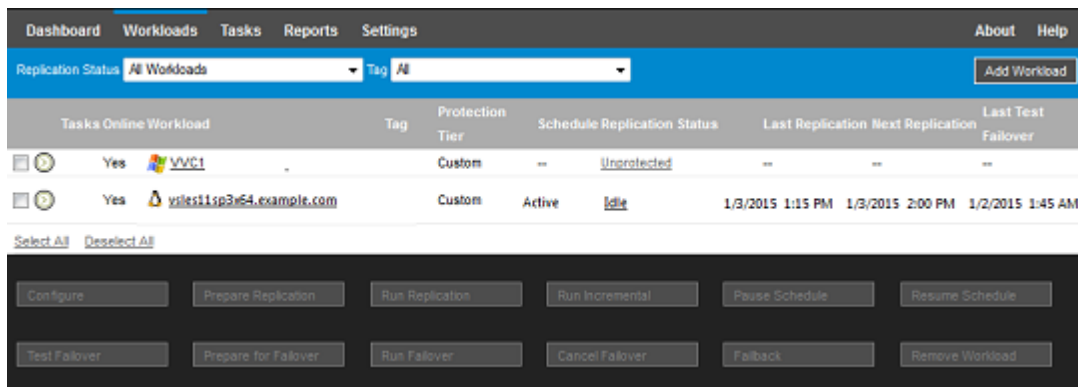 Dashboard Workloads Tasks Reports Settings About Help
Replication Status All Workloads Tag All Add Workload
Tasks Online Workload Tag Protection Tier Schedule Replication Status Last Replication Next Replication Last Test Failover
Yes VVC1 Custom -- Unprotected -- -- --
Yes vsles11sp3x64.example.com Custom Active Idle 1/3/2015 1:15 PM 1/3/2015 2:00 PM 1/2/2015 1:45 AM
Select All Deselect All
Configure Prepare Replication Run Replication Run Incremental Pause Schedule Resume Schedule
Test Failover Prepare for Failover Run Failover Cancel Failover Failback Remove Workload